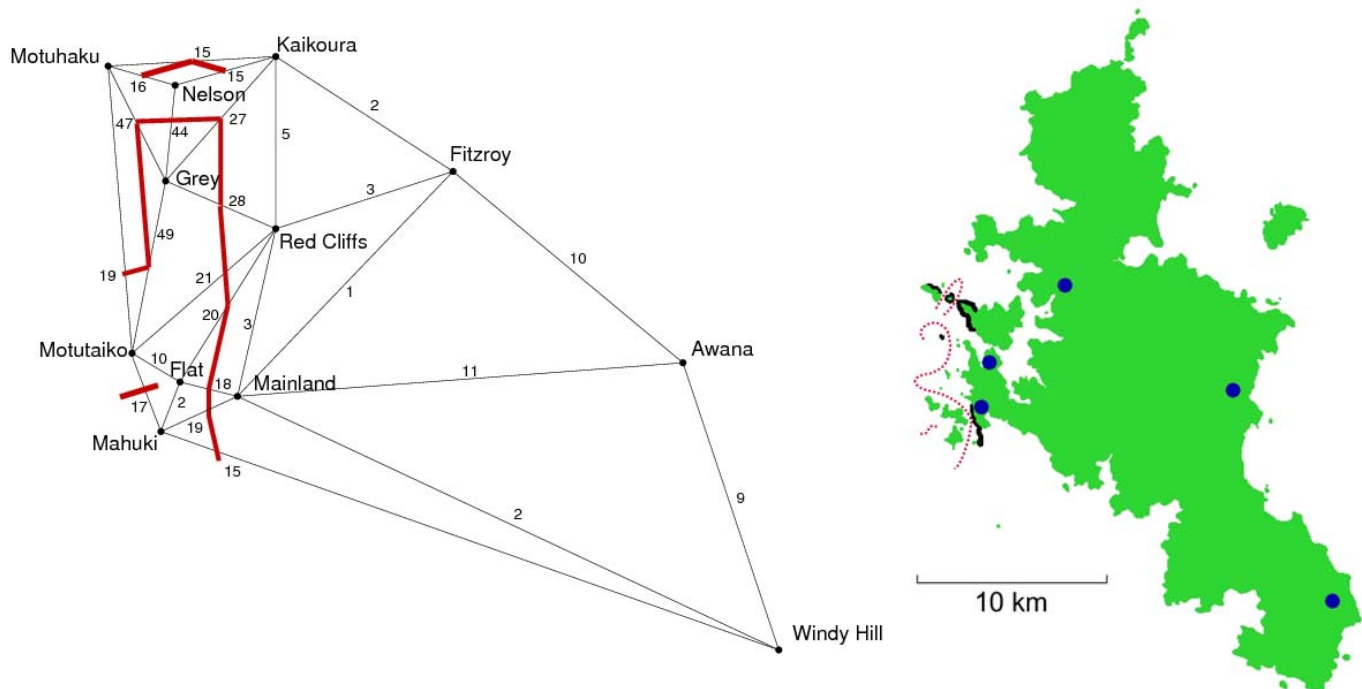 Motuhaku
15
Kaikoura
16
15
Nelson
2
47
44
27
5
Fitzroy
Grey
3
28
Red Cliffs
49
19
21
10
1
20
3
Motutaiko
10
Flat
Awana
18
Mainland
11
17
2
Mahuki
19
15
9
2
10 km
Windy Hill